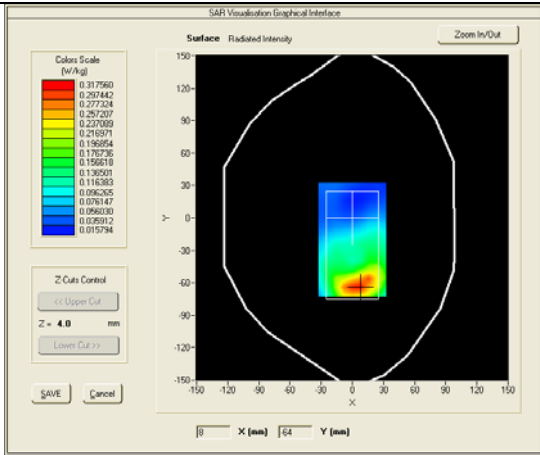 SAR Visualisation Graphical Interface
Surface Radiated Intensity
Zoom In/Out
Colors Scale
(W/kg)
0.317560
0.297442
0.277324
0.257207
0.237089
0.216971
0.196854
0.176736
0.156618
0.136501
0.116383
0.096265
0.076147
0.056030
0.035912
0.015794
Z-Cuts Control
<< Upper Cut
Z = 4.0 mm
Lower Cut >>
SAVE
Cancel
150-
120-
90-
60-
30-
0-
-30-
-60-
-90-
-120-
150-
Y
-150 -120 -90 -60 -30 0 30 60 90 120 150
X
8 X (mm) -64 Y (mm)